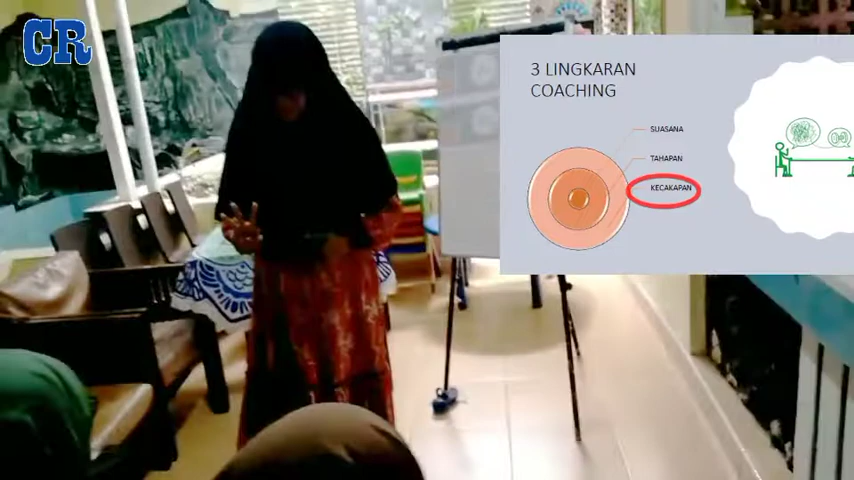 CR
3 LINGKARAN
COACHING
SUASANA
TAHAPAN
KECAKAPAN